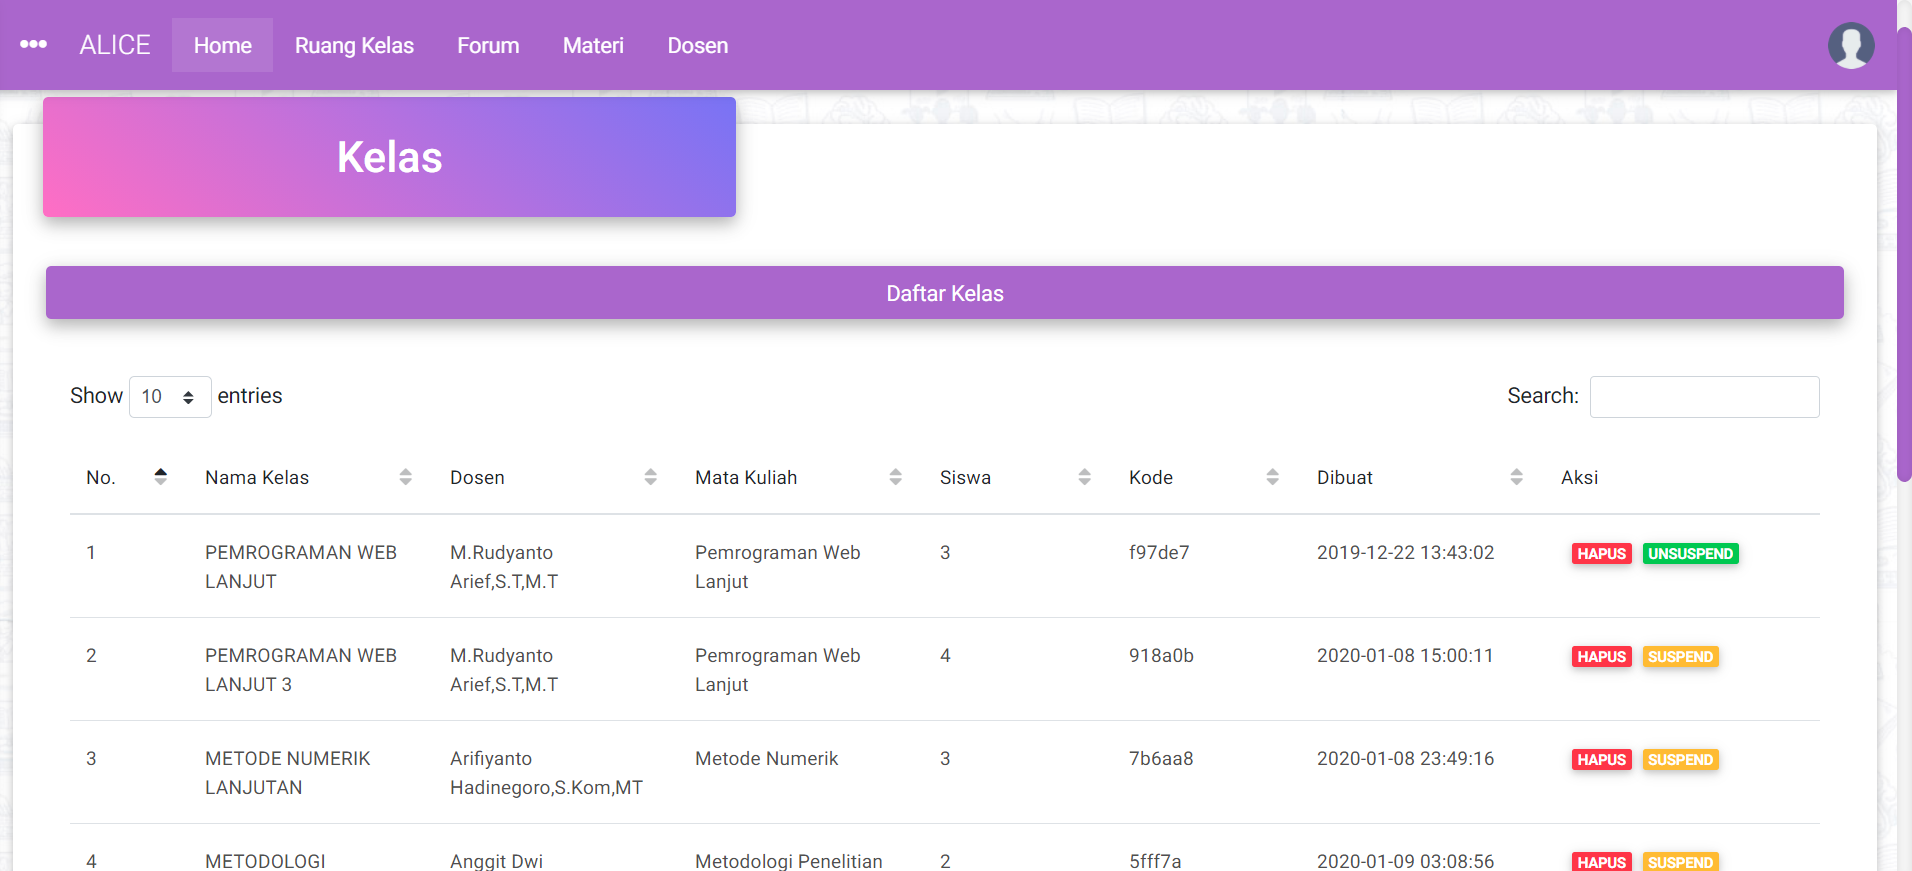 ALICE Home Ruang Kelas Forum Materi Dosen
Kelas
Daftar Kelas
Show 10 entries Search:
No. Nama Kelas Dosen Mata Kuliah Siswa Kode Dibuat Aksi
1 PEMROGRAMAN WEB M.Rudyanto Pemrograman Web 3 f97de7 2019-12-22 13:43:02 HAPUS UNSUSPEND
LANJUT Arief,S.T,M.T Lanjut
2 PEMROGRAMAN WEB M.Rudyanto Pemrograman Web 4 918a0b 2020-01-08 15:00:11 HAPUS SUSPEND
LANJUT 3 Arief,S.T,M.T Lanjut
3 METODE NUMERIK Arifiyanto Metode Numerik 3 7b6aa8 2020-01-08 23:49:16 HAPUS SUSPEND
LANJUTAN Hadinegoro,S.Kom,MT
4 METODOLOGI Anggit Dwi Metodologi Penelitian 2 5fff7a 2020-01-09 03:08:56 HAPUS SUSPEND